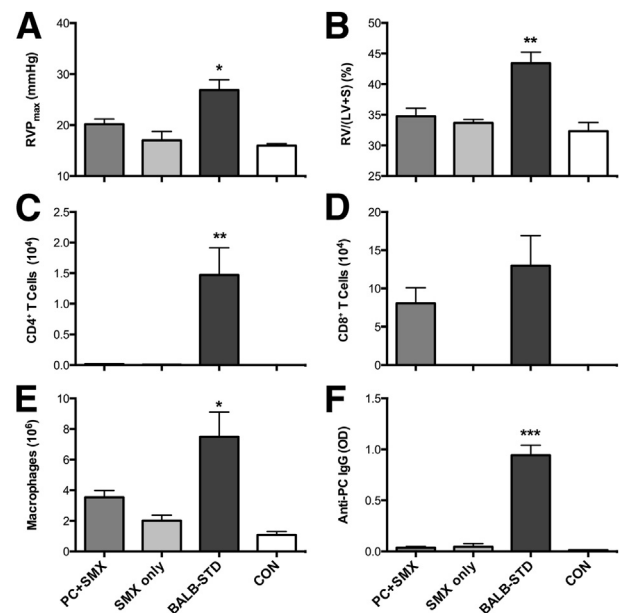 A
RVPmax (mmHg)
40
30
20
10
*
B
RV/(LV+S) (%)
50
45
40
35
30
25
**
C
CD4+ T Cells (10⁴)
2.5
2.0
1.5
1.0
0.5
0.0
**
D
CD8+ T Cells (10⁴)
20
15
10
5
0
E
Macrophages (10⁶)
10
8
6
4
2
0
*
PC+SMX
SMX only
BALB-STD
CON
F
Anti-PC IgG (OD)
1.5
1.0
0.5
0.0
***
PC+SMX
SMX only
BALB-STD
CON